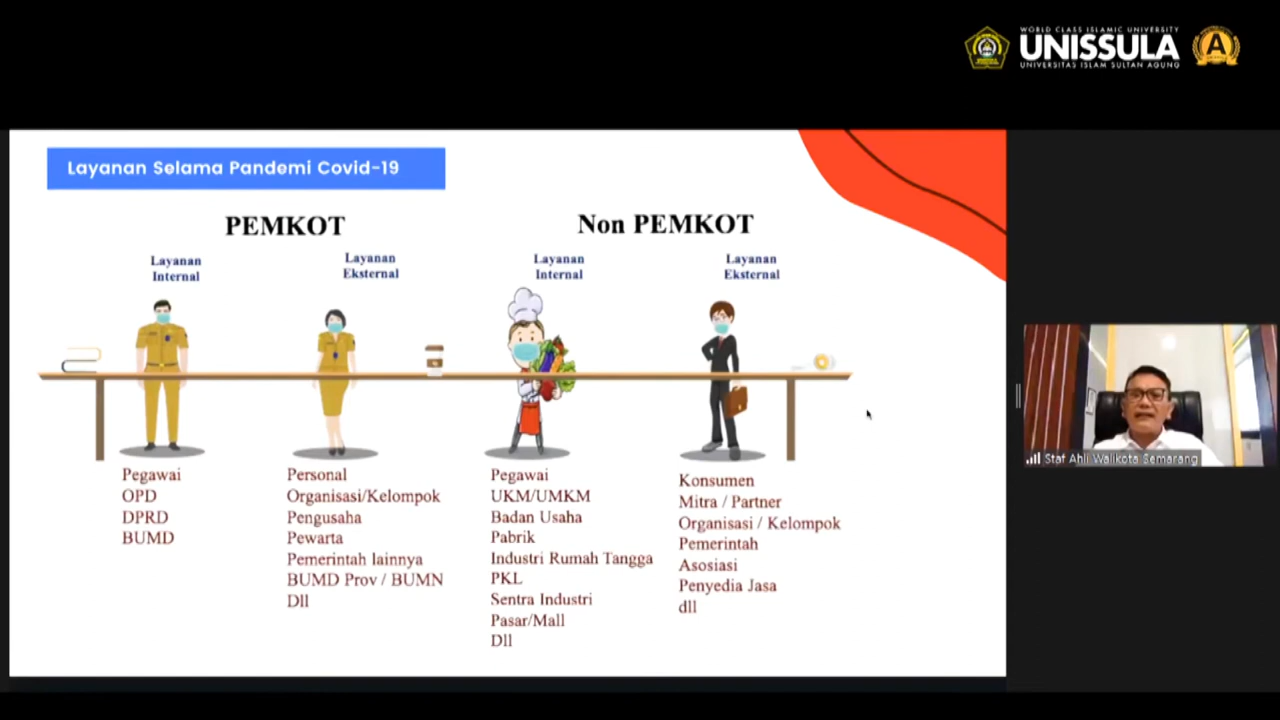 WORLD CLASS ISLAMIC UNIVERSITY
UNISSULA
UNIVERSITAS ISLAM SULTAN AGUNG
A
Layanan Selama Pandemi Covid-19
PEMKOT
Non PEMKOT
Layanan
Internal
Layanan
Eksternal
Layanan
Internal
Layanan
Eksternal
Pegawai
OPD
DPRD
BUMD
Personal
Organisasi/Kelompok
Pengusaha
Pewarta
Pemerintah lainnya
BUMD Prov / BUMN
Dll
Pegawai
UKM/UMKM
Badan Usaha
Pabrik
Industri Rumah Tangga
PKL
Sentra Industri
Pasar/Mall
Dll
Konsumen
Mitra / Partner
Organisasi / Kelompok
Pemerintah
Asosiasi
Penyedia Jasa
dll
Staf Ahli Walikota Semarang